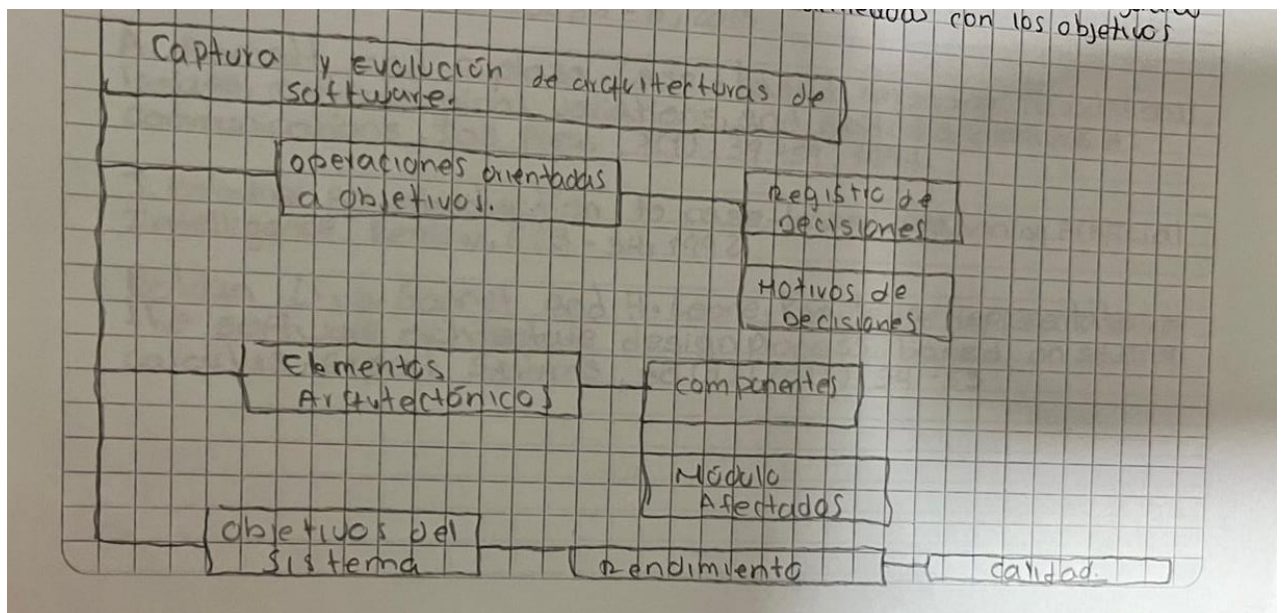 con los objetivos
Captura y Evolución de arquitecturas de
software.
operaciones orientadas
a objetivos.
Registro de
Decisiones
Motivos de
Decisiones
Elementos
Arquitectónicos
componentes
Módulo
Afectados
Objetivos Del
Sistema
Rendimiento
calidad.